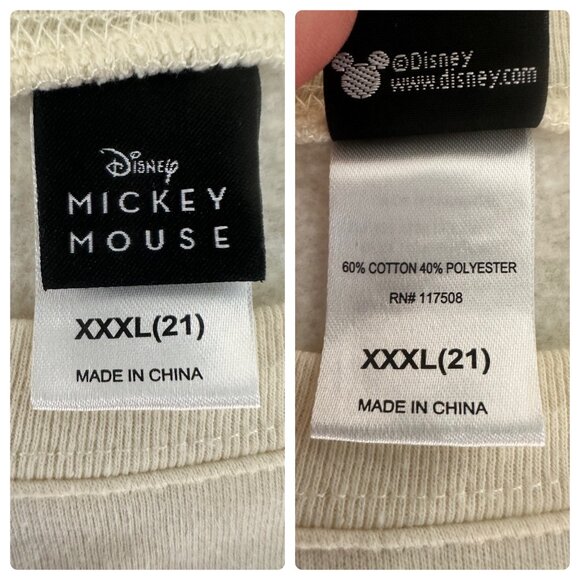 Disney
MICKEY
MOUSE
XXXL(21)
MADE IN CHINA
©Disney
www.disney.com
60% COTTON 40% POLYESTER
RN# 117508
XXXL(21)
MADE IN CHINA